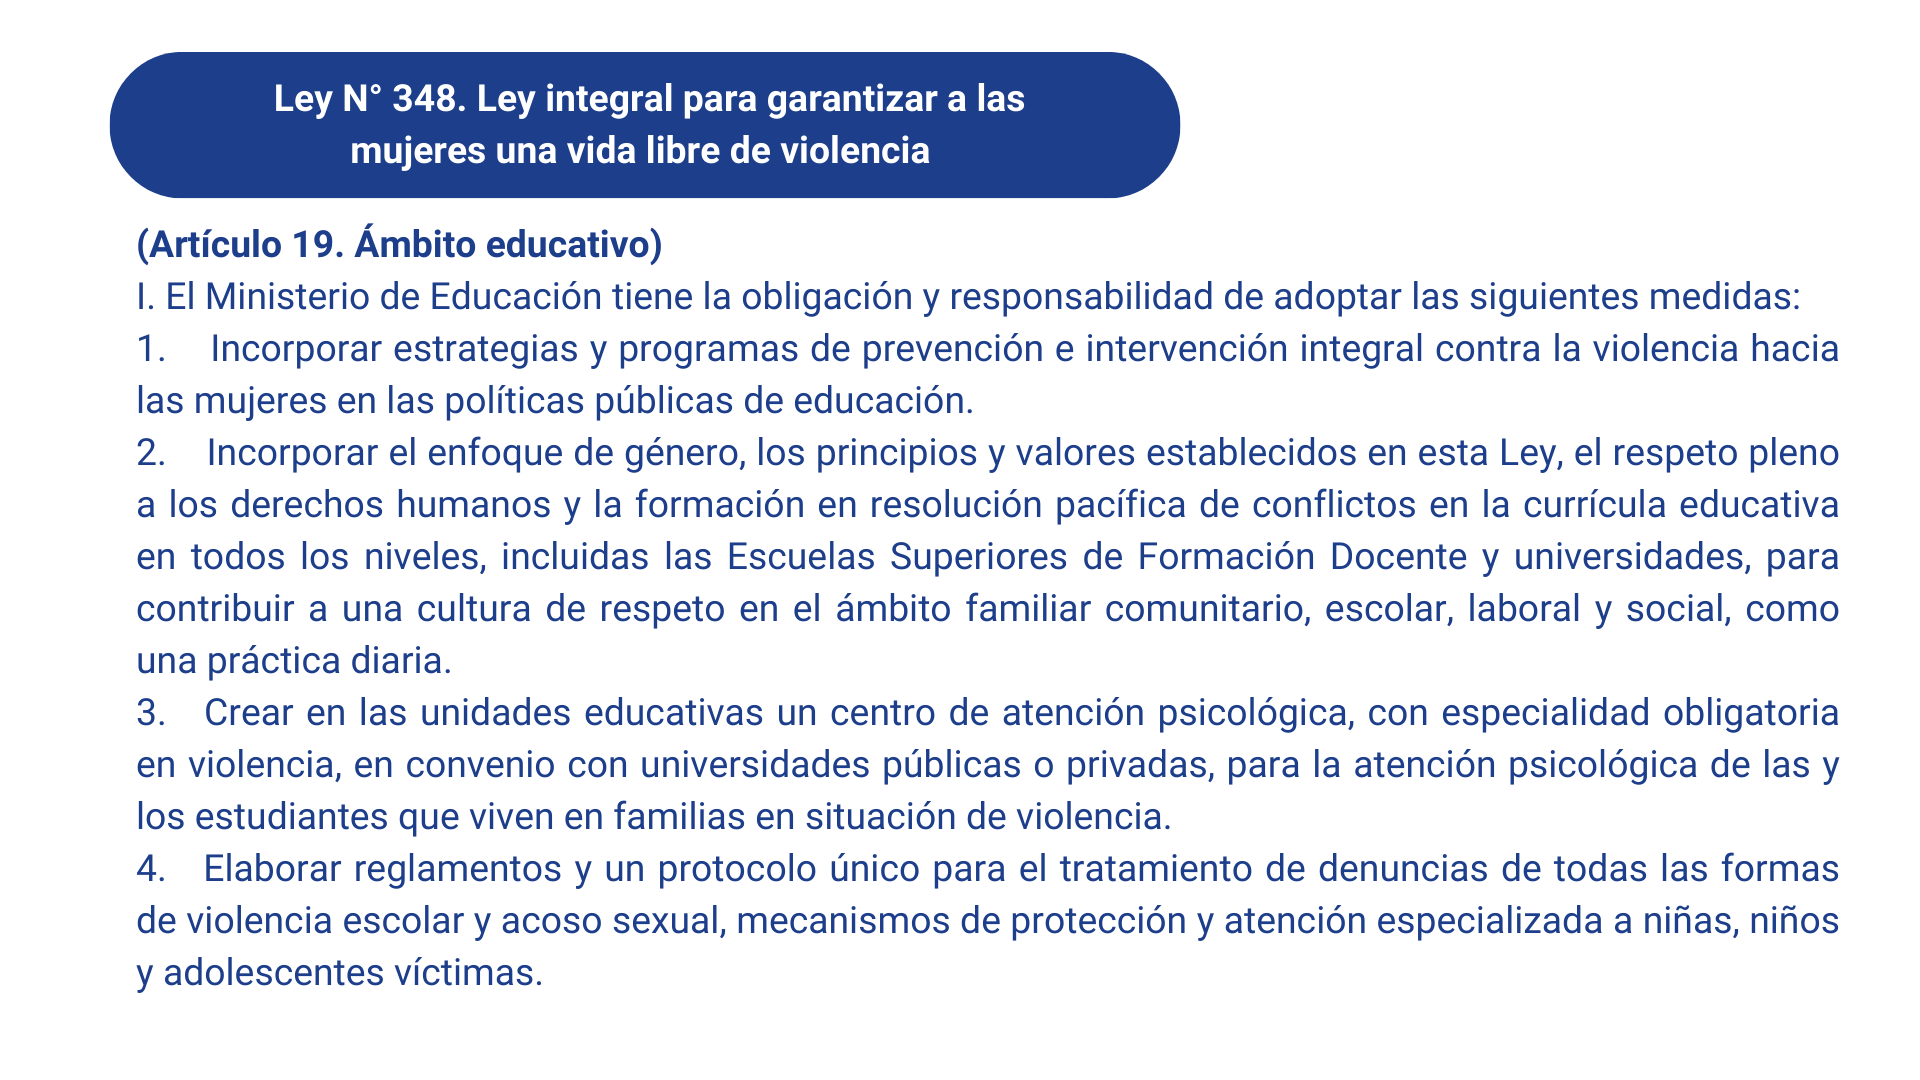 Ley N° 348. Ley integral para garantizar a las
mujeres una vida libre de violencia
(Artículo 19. Ámbito educativo)
I. El Ministerio de Educación tiene la obligación y responsabilidad de adoptar las siguientes medidas:
1. Incorporar estrategias y programas de prevención e intervención integral contra la violencia hacia
las mujeres en las políticas públicas de educación.
2. Incorporar el enfoque de género, los principios y valores establecidos en esta Ley, el respeto pleno
a los derechos humanos y la formación en resolución pacífica de conflictos en la currícula educativa
en todos los niveles, incluidas las Escuelas Superiores de Formación Docente y universidades, para
contribuir a una cultura de respeto en el ámbito familiar comunitario, escolar, laboral y social, como
una práctica diaria.
3. Crear en las unidades educativas un centro de atención psicológica, con especialidad obligatoria
en violencia, en convenio con universidades públicas o privadas, para la atención psicológica de las y
los estudiantes que viven en familias en situación de violencia.
4. Elaborar reglamentos y un protocolo único para el tratamiento de denuncias de todas las formas
de violencia escolar y acoso sexual, mecanismos de protección y atención especializada a niñas, niños
y adolescentes víctimas.